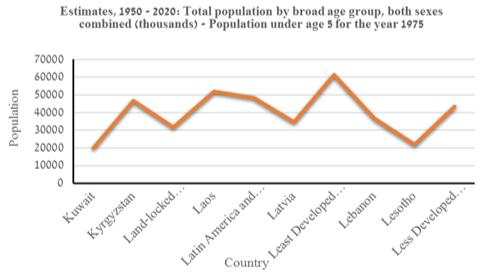 Estimates, 1950 - 2020: Total population by broad age group, both sexes
combined (thousands) - Population under age 5 for the year 1975
70000
60000
50000
40000
30000
20000
10000
0
Population
Kuwait
Kyrgyzstan
Land-locked...
Laos
Latin America and...
Latvia
Least Developed...
Lebanon
Lesotho
Less Developed...
Country